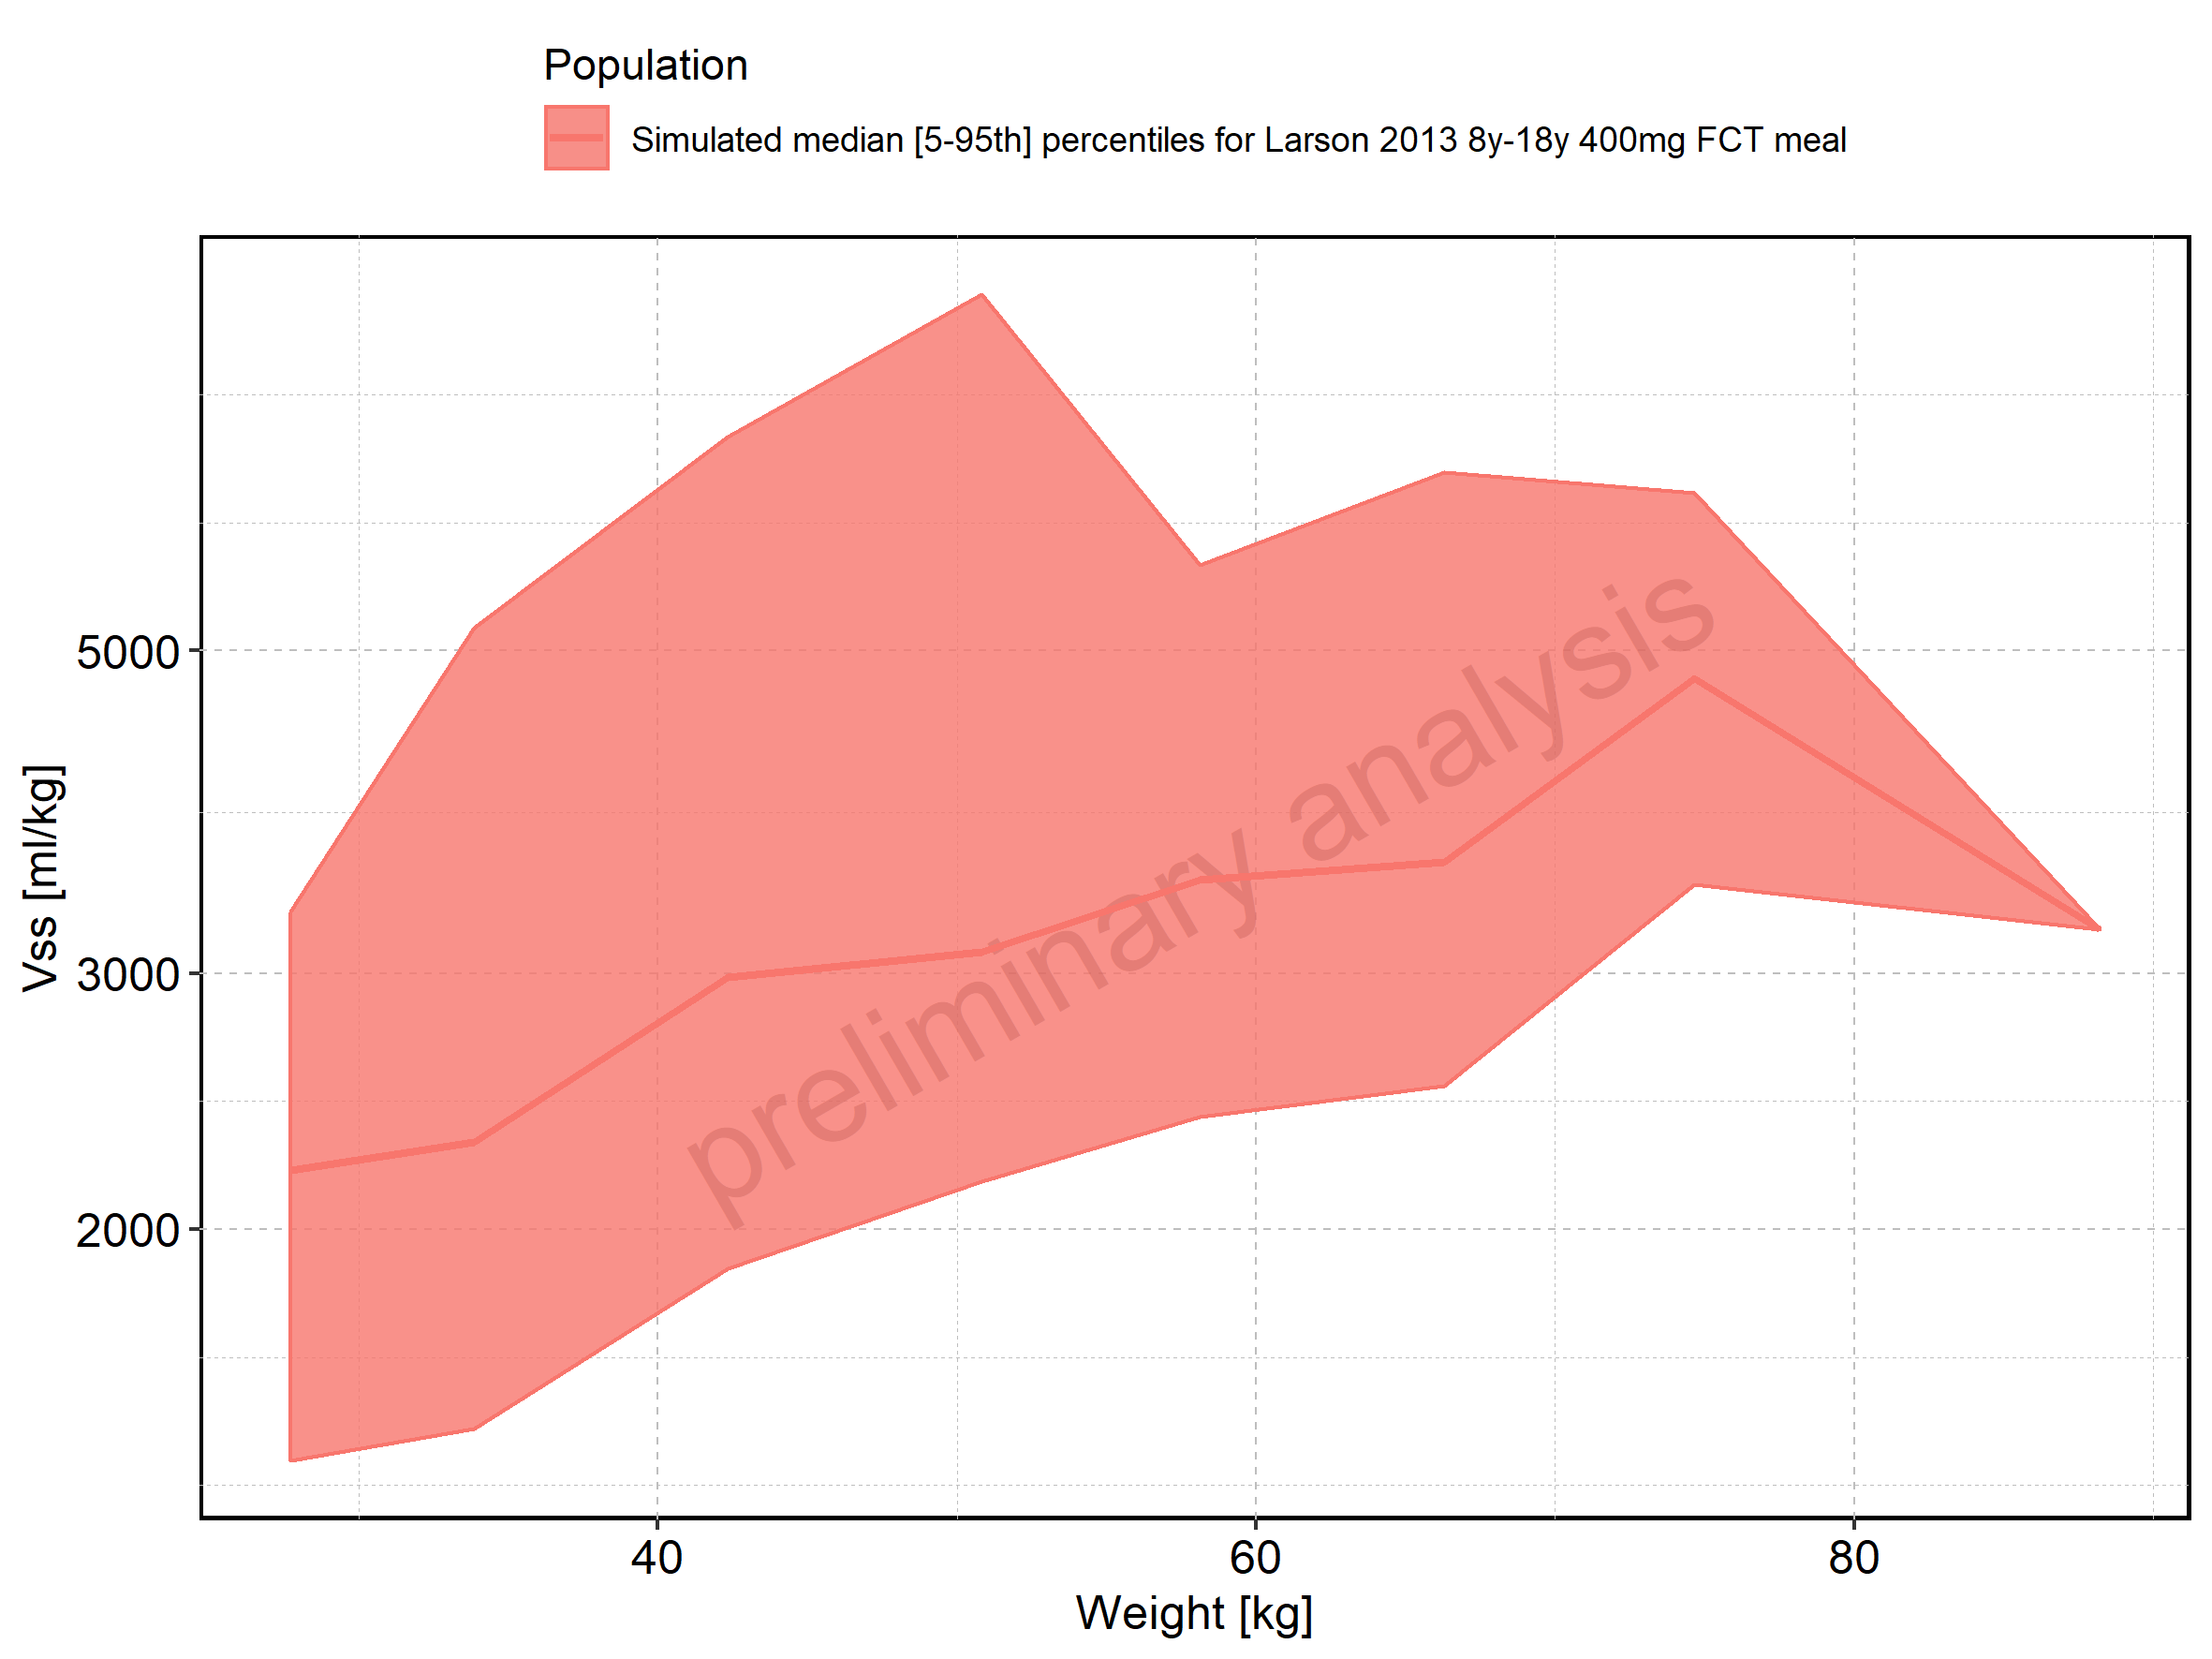 Population
Simulated median [5-95th] percentiles for Larson 2013 8y-18y 400mg FCT meal
5000
3000
2000
Vss [ml/kg]
preliminary analysis
40 60 80
Weight [kg]